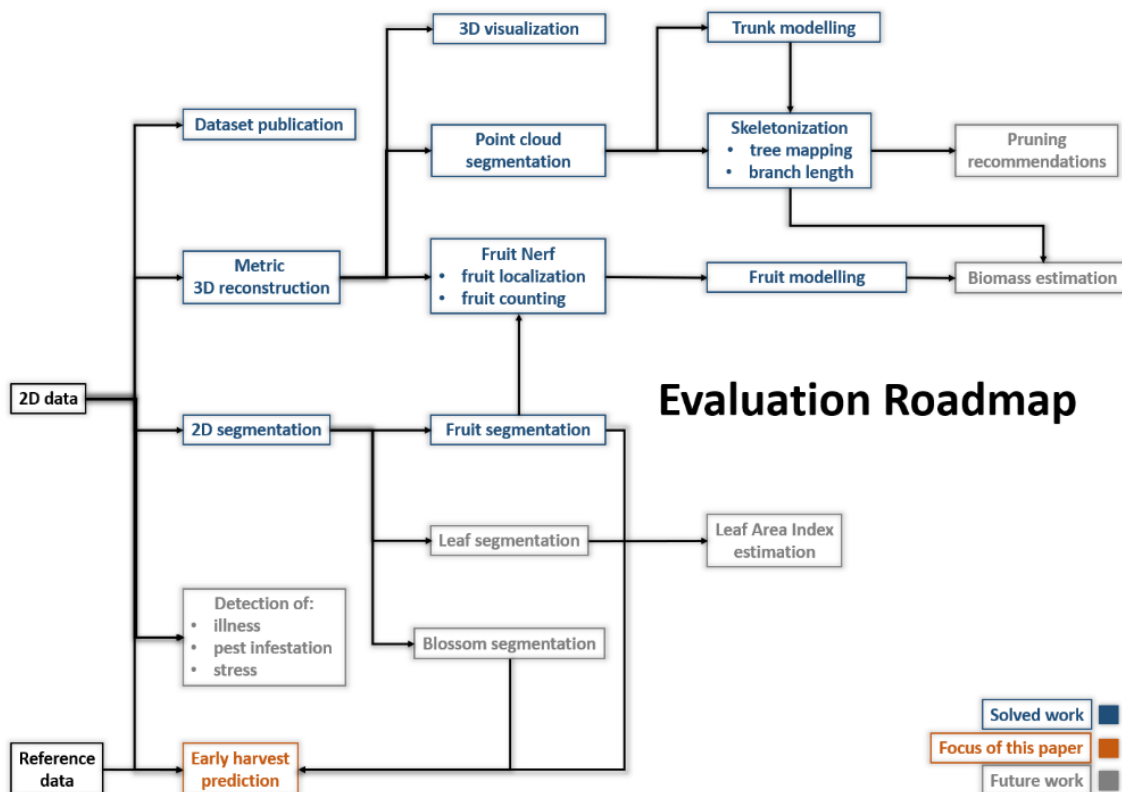 3D visualization
Trunk modelling
Dataset publication
Point cloud
segmentation
Skeletonization
• tree mapping
• branch length
Pruning
recommendations
Metric
3D reconstruction
Fruit Nerf
• fruit localization
• fruit counting
Fruit modelling
Biomass estimation
2D data
Evaluation Roadmap
2D segmentation
Fruit segmentation
Leaf segmentation
Leaf Area Index
estimation
Detection of:
• illness
• pest infestation
• stress
Blossom segmentation
Reference
data
Early harvest
prediction
Solved work
Focus of this paper
Future work